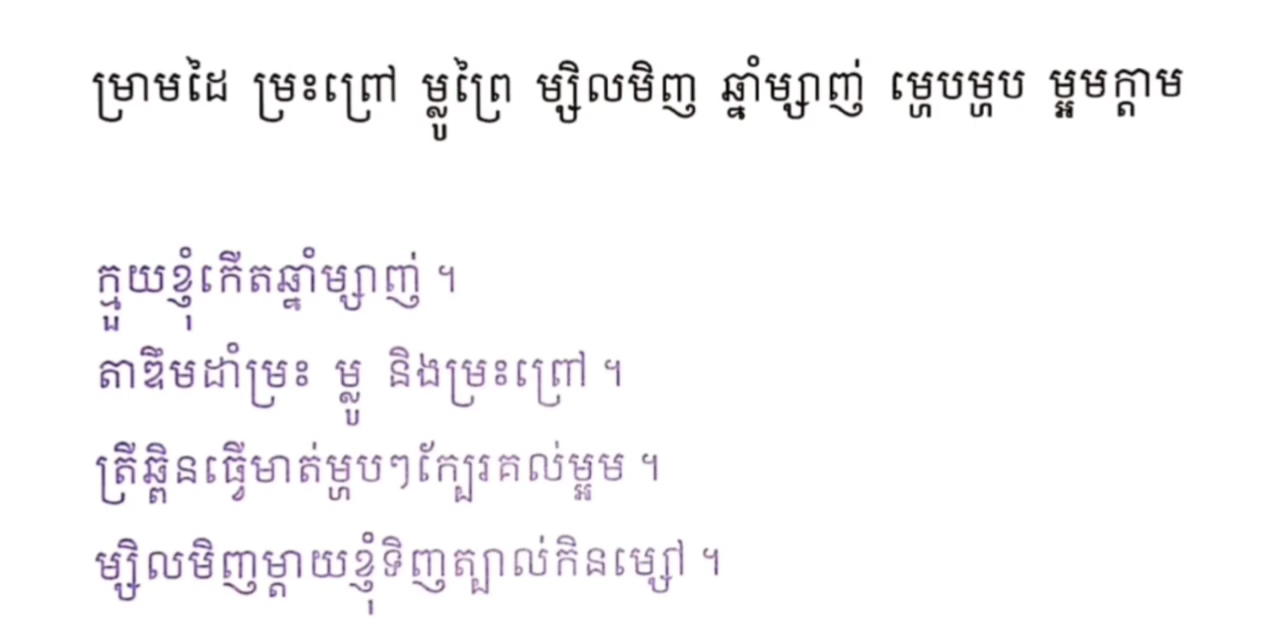 ម្រាមដៃ ម្រះព្រៅ ម្លូព្រៃ ម្សិលមិញ ឆ្នាំម្សាញ់ ម្ហេបម្ហប ម្អមក្ដាម
ក្មួយខ្ញុំកើតឆ្នាំម្សាញ់ ។
តាឌឹមដាំម្រះ ម្លូ និងម្រះព្រៅ ។
ត្រីឆ្ពិនធ្វើមាត់ម្ហបៗក្បែរគល់ម្អម ។
ម្សិលមិញម្ដាយខ្ញុំទិញត្បាល់កិនម្សៅ ។